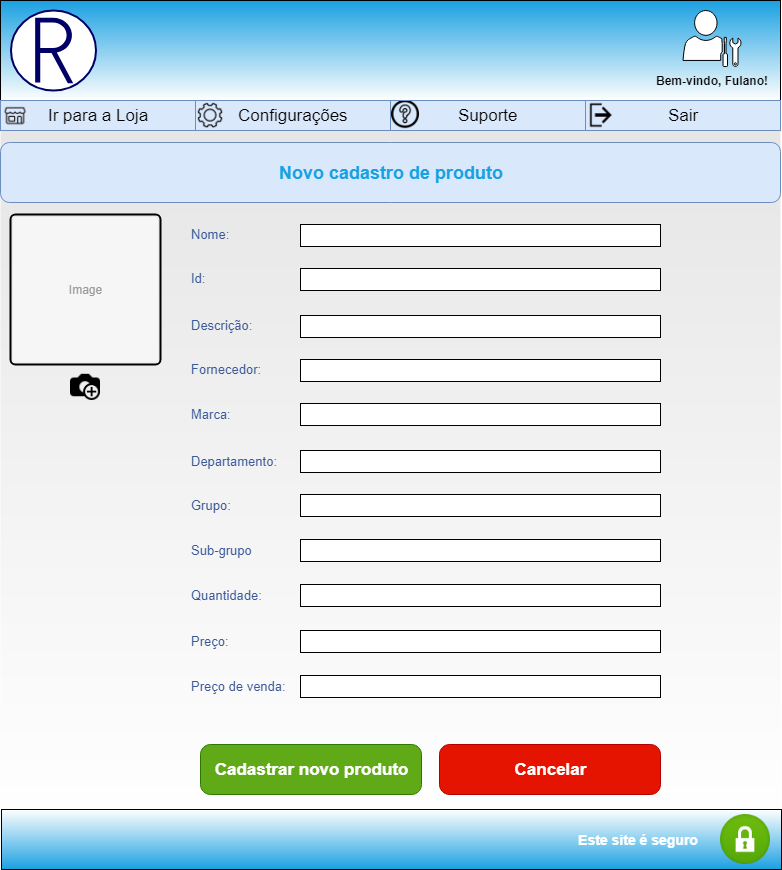 R
Bem-vindo, Fulano!
Ir para a Loja
Configurações
Suporte
Sair
Novo cadastro de produto
Image
Nome:
Id:
Descrição:
Fornecedor:
Marca:
Departamento:
Grupo:
Sub-grupo
Quantidade:
Preço:
Preço de venda:
Cadastrar novo produto
Cancelar
Este site é seguro